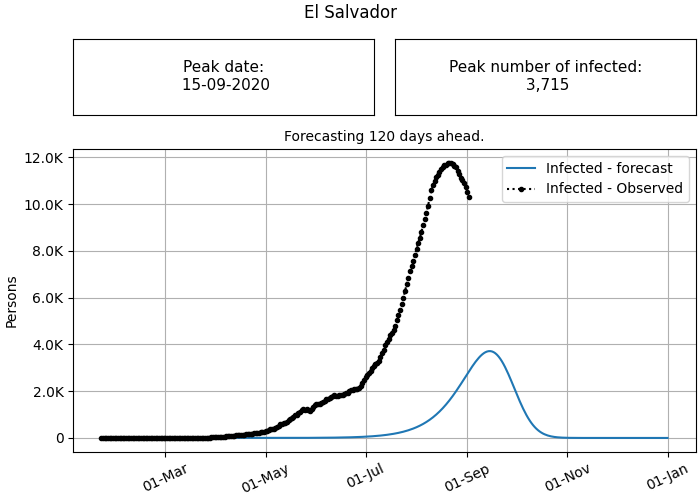 El Salvador
Peak date:
15-09-2020
Peak number of infected:
3,715
Forecasting 120 days ahead.
Infected - forecast
Infected - Observed
12.0K
10.0K
8.0K
6.0K
4.0K
2.0K
0
Persons
01-Mar
01-May
01-Jul
01-Sep
01-Nov
01-Jan